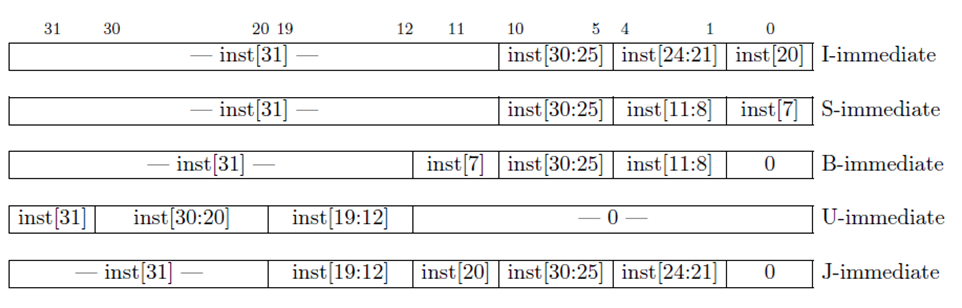 31 30 20 19 12 11 10 5 4 1 0
— inst[31] — inst[30:25] inst[24:21] inst[20] I-immediate
— inst[31] — inst[30:25] inst[11:8] inst[7] S-immediate
— inst[31] — inst[7] inst[30:25] inst[11:8] 0 B-immediate
inst[31] inst[30:20] inst[19:12] — 0 — U-immediate
— inst[31] — inst[19:12] inst[20] inst[30:25] inst[24:21] 0 J-immediate